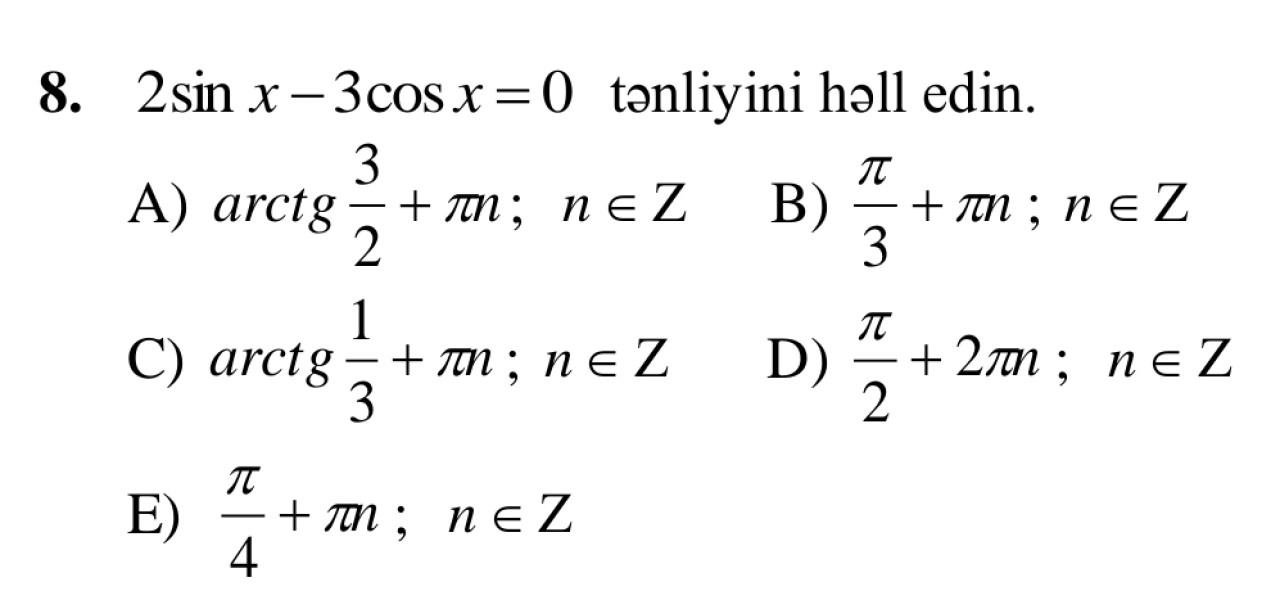 8. 2sin x − 3cos x = 0 tənliyini həll edin.
A) arctg 3/2 + πn; n ∈ Z B) π/3 + πn; n ∈ Z
C) arctg 1/3 + πn; n ∈ Z D) π/2 + 2πn; n ∈ Z
E) π/4 + πn; n ∈ Z